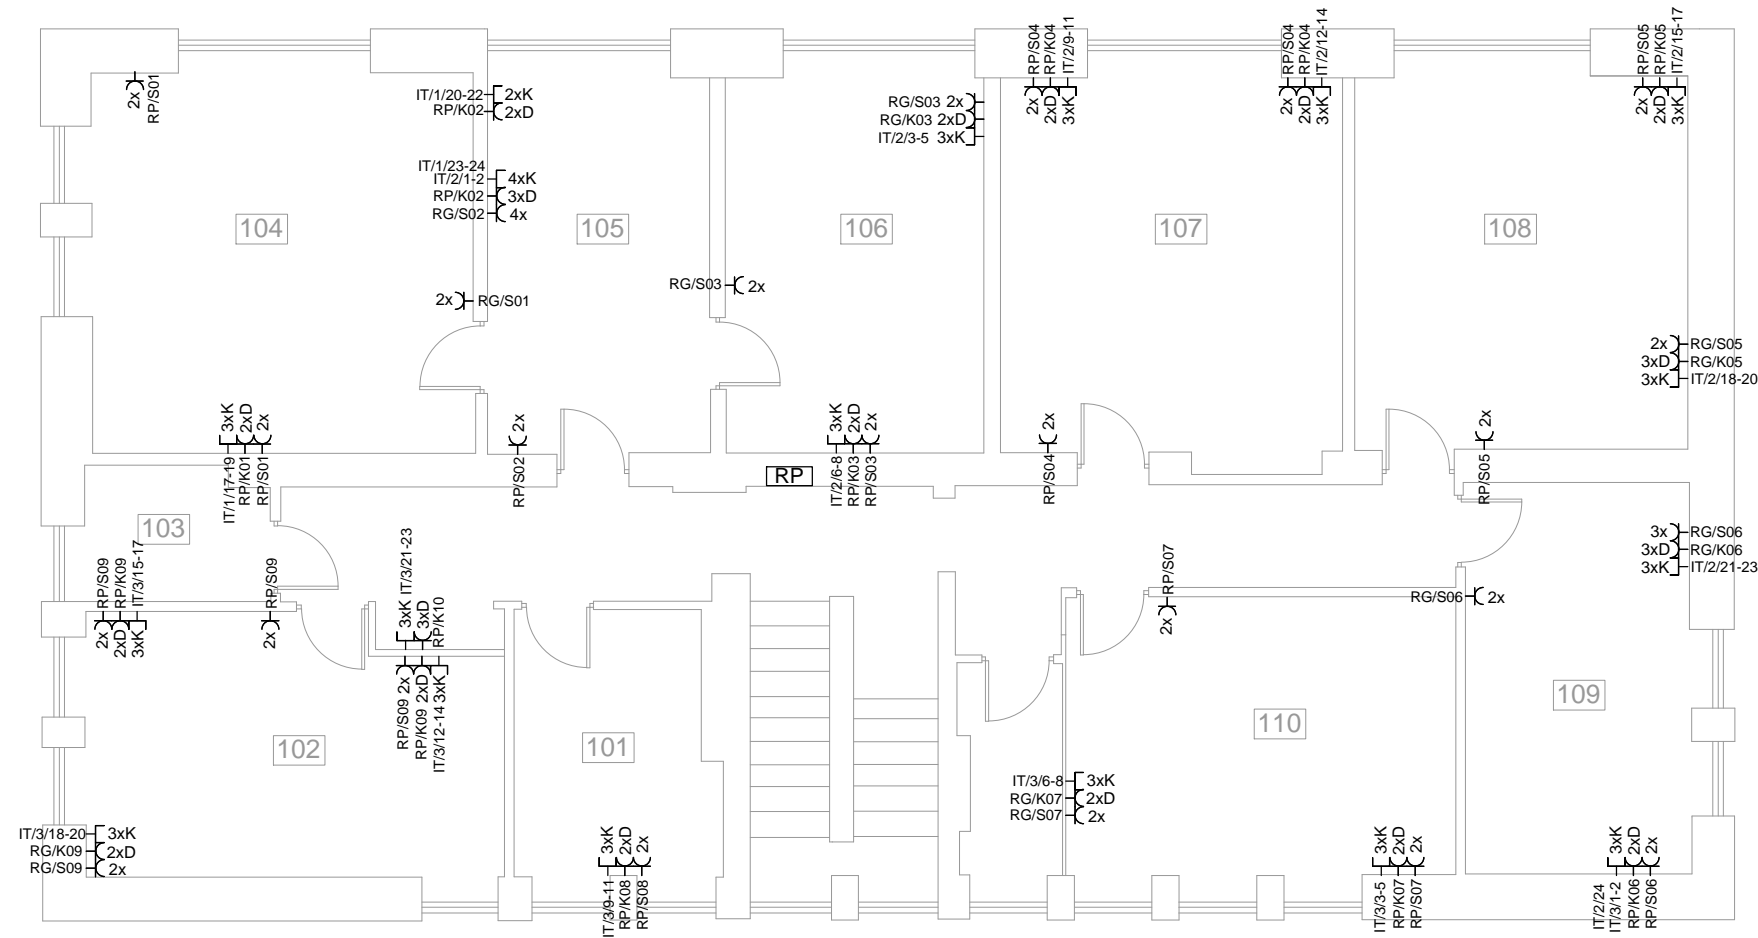 2x
RP/S01
IT/1/20-22 2xK
RP/K02 2xD
IT/1/23-24
IT/2/1-2 4xK
RP/K02 3xD
RG/S02 4x
RG/S03 2x
RG/K03 2xD
IT/2/3-5 3xK
RP/S04
RP/K04
IT/2/9-11
2x
2xD
3xK
RP/S04
RP/K04
IT/2/12-14
2x
2xD
3xK
RP/S05
RP/K05
IT/2/15-17
2x
2xD
3xK
104
105
106
107
108
2x RG/S01
RG/S03 2x
2x RG/S05
3xD RG/K05
3xK IT/2/18-20
3xK
2xD
2x
IT/1/17-19
RP/K01
RP/S01
2x
RP/S02
RP
3xK
2xD
2x
IT/2/6-8
RP/K03
RP/S03
2x
RP/S04
2x
RP/S05
103
RP/S09
RP/K09
IT/3/15-17
2x
2xD
3xK
RP/S09
2x
3xK IT/3/21-23
3xD
RP/K10
RP/S09 2x
RP/K09 2xD
IT/3/12-14 3xK
RP/S07
2x
3x RG/S06
3xD RG/K06
3xK IT/2/21-23
RG/S06 2x
102
101
110
109
IT/3/18-20 3xK
RG/K09 2xD
RG/S09 2x
3xK
2xD
2x
IT/3/9-11
RP/K08
RP/S08
IT/3/6-8 3xK
RG/K07 2xD
RG/S07 2x
3xK
2xD
2x
IT/3/3-5
RP/K07
RP/S07
3xK
2xD
2x
IT/2/24
IT/3/1-2
RP/K06
RP/S06